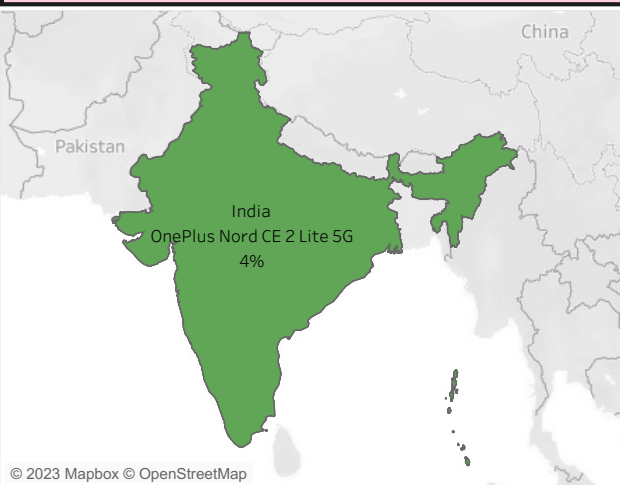 China
Pakistan
India
OnePlus Nord CE 2 Lite 5G
4%
© 2023 Mapbox © OpenStreetMap